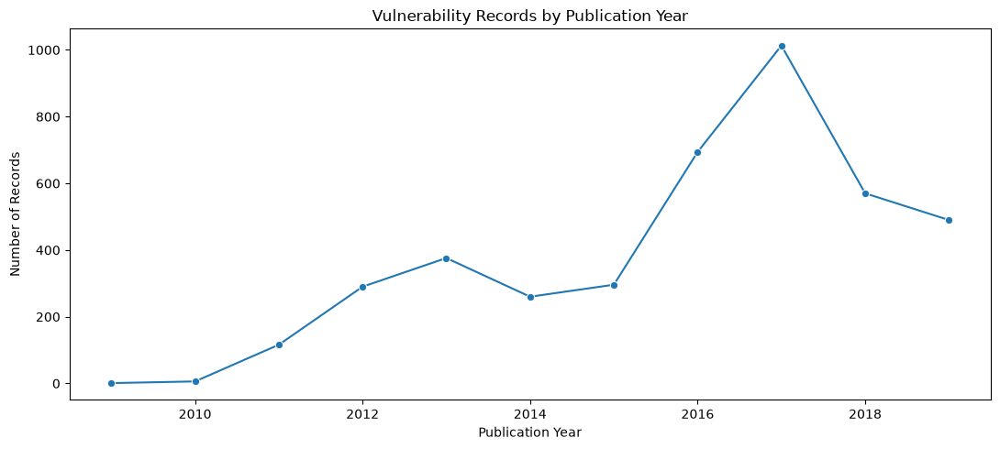 Vulnerability Records by Publication Year
Number of Records
1000
800
600
400
200
0
2010 2012 2014 2016 2018
Publication Year